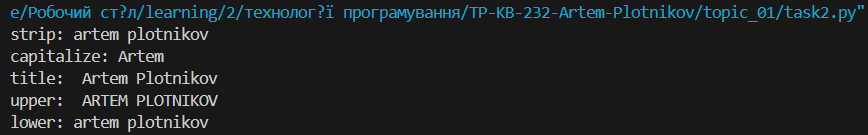 e/Робочий ст?л/learning/2/технолог?ї програмування/TP-KB-232-Artem-Plotnikov/topic_01/task2.py"
strip: artem plotnikov
capitalize: Artem
title:  Artem Plotnikov
upper:  ARTEM PLOTNIKOV
lower: artem plotnikov